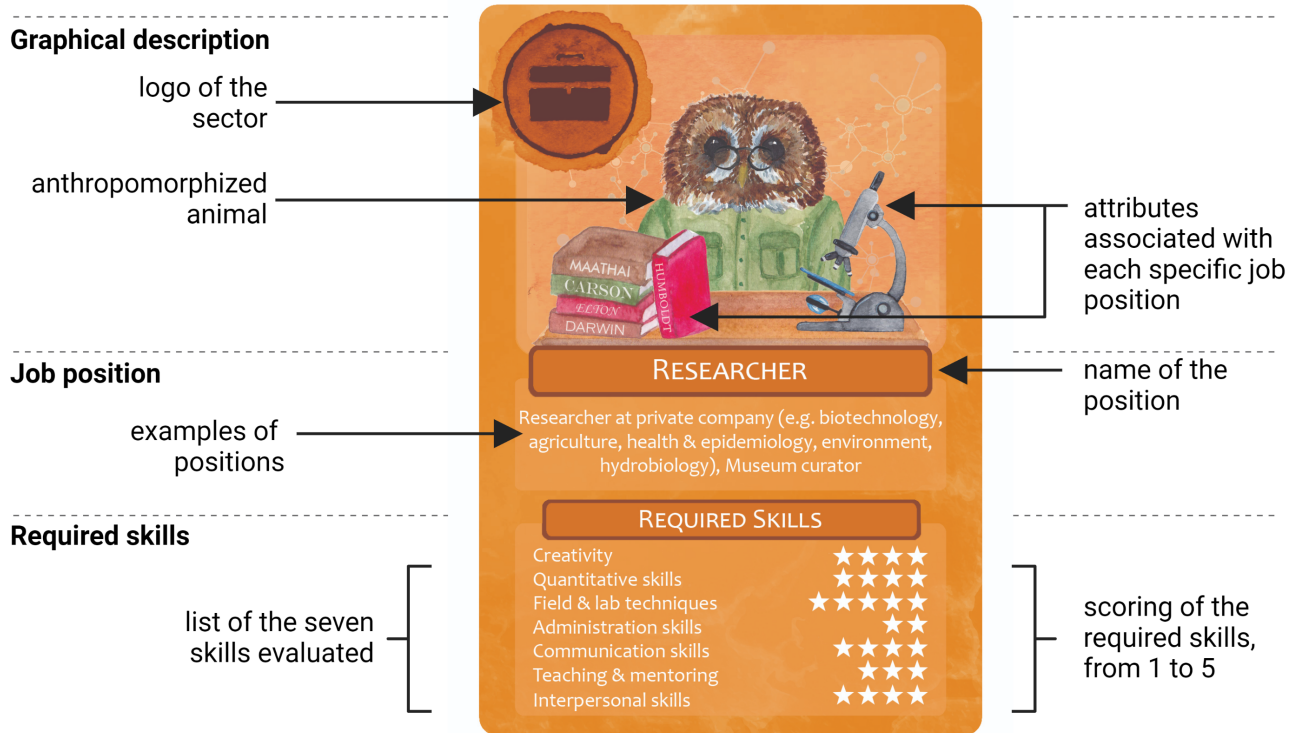 Graphical description
logo of the
sector
anthropomorphized
animal
MAATHAI
CARSON
ELTON
DARWIN
HUMBOLDT
attributes
associated with
each specific job
position
Job position
RESEARCHER
name of the
position
examples of
positions
Researcher at private company (e.g. biotechnology,
agriculture, health & epidemiology, environment,
hydrobiology), Museum curator
Required skills
REQUIRED SKILLS
list of the seven
skills evaluated
Creativity
Quantitative skills
Field & lab techniques
Administration skills
Communication skills
Teaching & mentoring
Interpersonal skills
scoring of the
required skills,
from 1 to 5